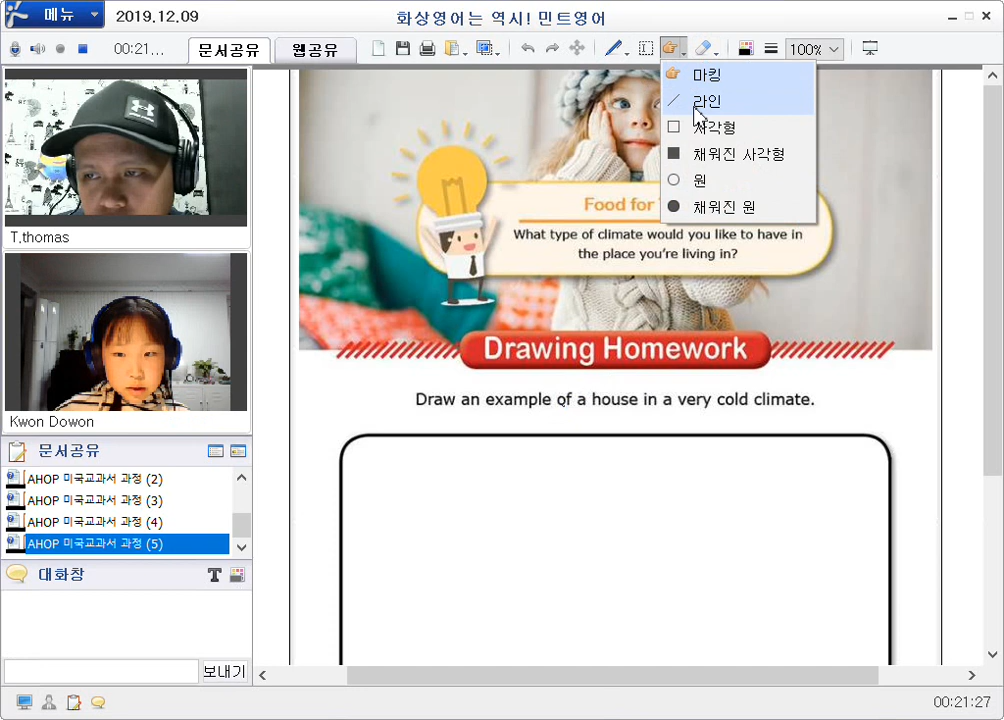 메뉴 2019.12.09 화상영어는 역시! 민트영어
00:21... 문서공유 웹공유 100%
마킹
라인
사각형
채워진 사각형
원
채워진 원
T.thomas
Kwon Dowon
Food for
What type of climate would you like to have in
the place you're living in?
Drawing Homework
Draw an example of a house in a very cold climate.
문서공유
AHOP 미국교과서 과정 (2)
AHOP 미국교과서 과정 (3)
AHOP 미국교과서 과정 (4)
AHOP 미국교과서 과정 (5)
대화창 T
보내기
00:21:27